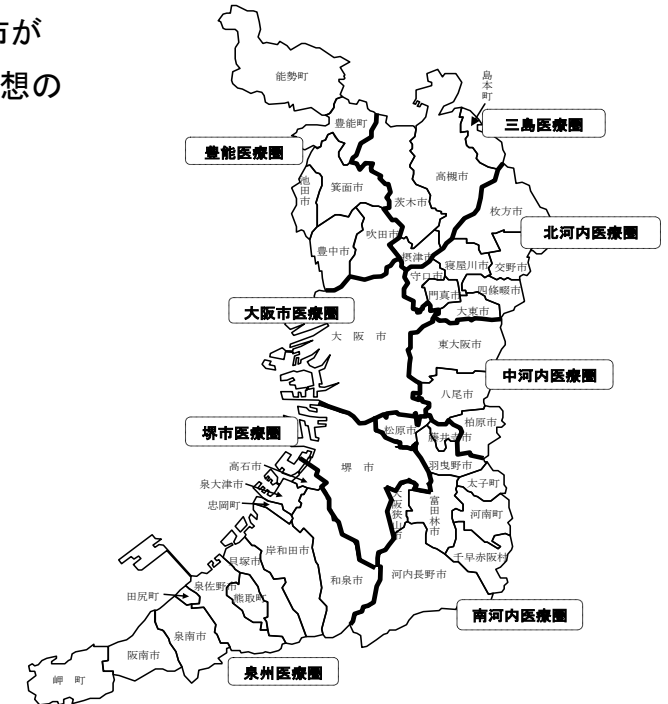 市が
想の
能勢町
島本町
豊能町
三島医療圏
豊能医療圏
池田市
箕面市
高槻市
茨木市
枚方市
吹田市
北河内医療圏
豊中市
摂津市
寝屋川市
交野市
守口市
門真市
四條畷市
大阪市医療圏
大東市
大阪市
東大阪市
中河内医療圏
八尾市
柏原市
堺市医療圏
松原市
藤井寺市
高石市
堺市
羽曳野市
泉大津市
太子町
忠岡町
大阪狭山市
富田林市
河南町
岸和田市
貝塚市
千早赤阪村
泉佐野市
和泉市
河内長野市
田尻町
熊取町
南河内医療圏
泉南市
阪南市
泉州医療圏
岬町